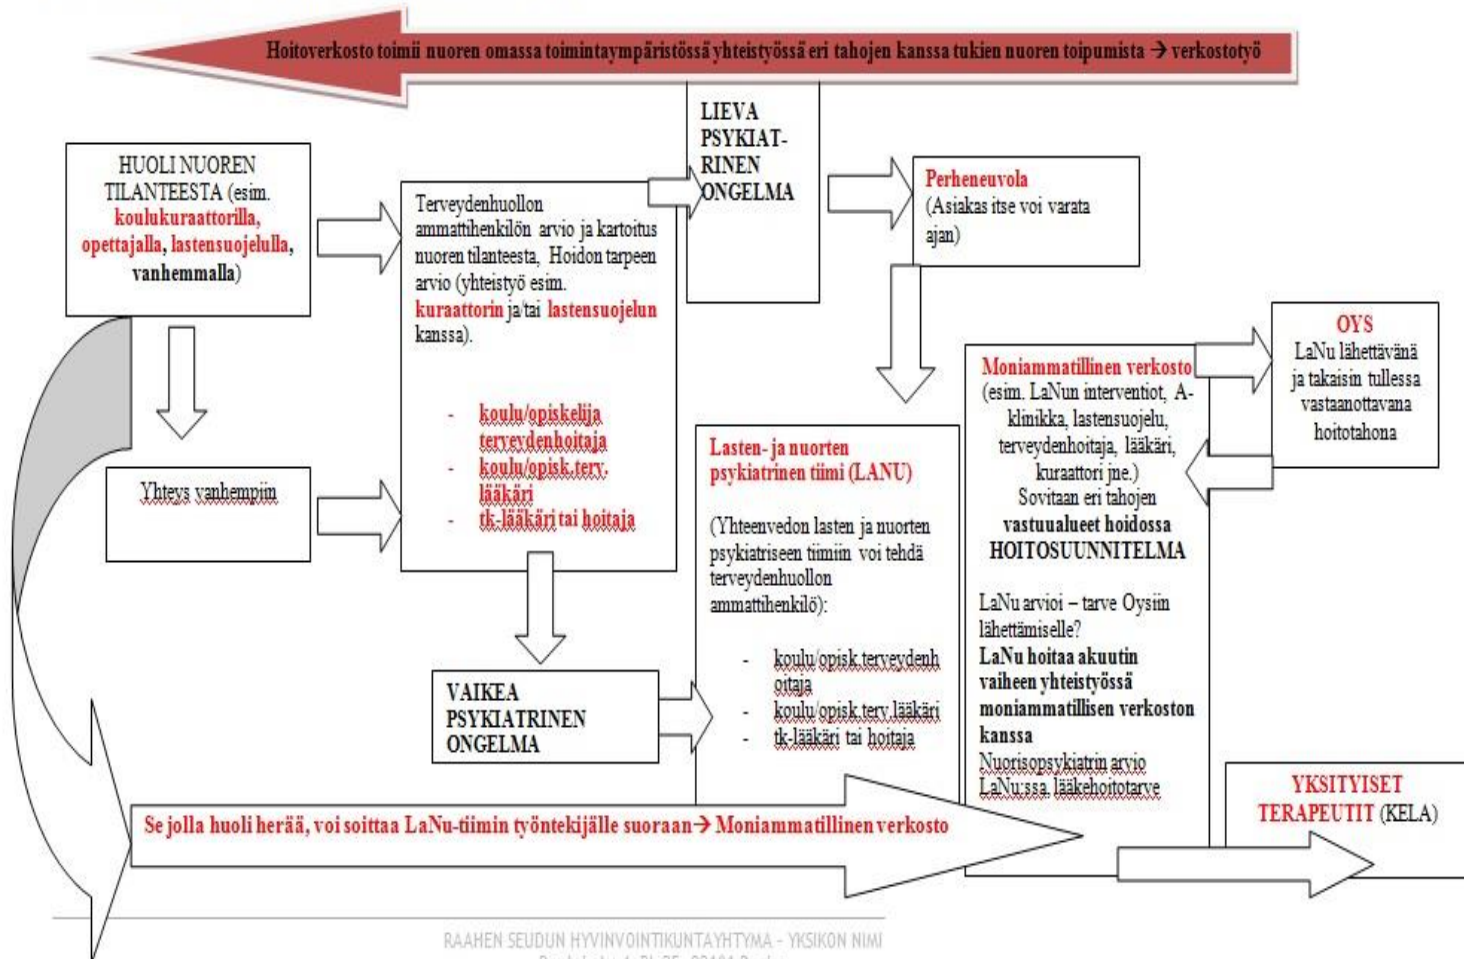 Hoitoverkosto toimii nuoren omassa toimintaympäristössä yhteistyössä eri tahojen kanssa tukien nuoren toipumista → verkostotyö
HUOLI NUOREN
TILANTEESTA (esim.
koulukuraattorilla,
opettajalla, lastensuojelulla,
vanhemmalla)
Yhteys vanhempiin
Terveydenhuollon
ammattihenkilön arvio ja kartoitus
nuoren tilanteesta, Hoidon tarpeen
arvio (yhteistyö esim.
kuraattorin ja/tai lastensuojelun
kanssa).
- koulu/opiskelija
terveydenhoitaja
- koulu/opisk.terv.
lääkäri
- tk-lääkäri tai hoitaja
LIEVA
PSYKIAT-
RINEN
ONGELMA
Perheneuvola
(Asiakas itse voi varata
ajan)
VAIKEA
PSYKIATRINEN
ONGELMA
Lasten- ja nuorten
psykiatrinen tiimi (LANU)
(Yhteenvedon lasten ja nuorten
psykiatriseen tiimiin voi tehdä
terveydenhuollon
ammattihenkilö):
- koulu/opisk.terveydenh
oitaja
- koulu/opisk.terv.lääkäri
- tk-lääkäri tai hoitaja
Moniammatillinen verkosto
(esim. LaNun interventiot, A-
klinikka, lastensuojelu,
terveydenhoitaja, lääkäri,
kuraattori jne.)
Sovitaan eri tahojen
vastuualueet hoidossa
HOITOSUUNNITELMA
LaNu arvioi – tarve Oysiin
lähettämiselle?
LaNu hoitaa akuutin
vaiheen yhteistyössä
moniammatillisen verkoston
kanssa
Nuorisopsykiatrin arvio
LaNu:ssa, lääkehoitotarve
OYS
LaNu lähettävänä
ja takaisin tullessa
vastaanottavana
hoitotahona
YKSITYISET
TERAPEUTIT (KELA)
Se jolla huoli herää, voi soittaa LaNu-tiimin työntekijälle suoraan→ Moniammatillinen verkosto
RAAHEN SEUDUN HYVINVOINTIKUNTAYHTYMA - YKSIKON NIMI